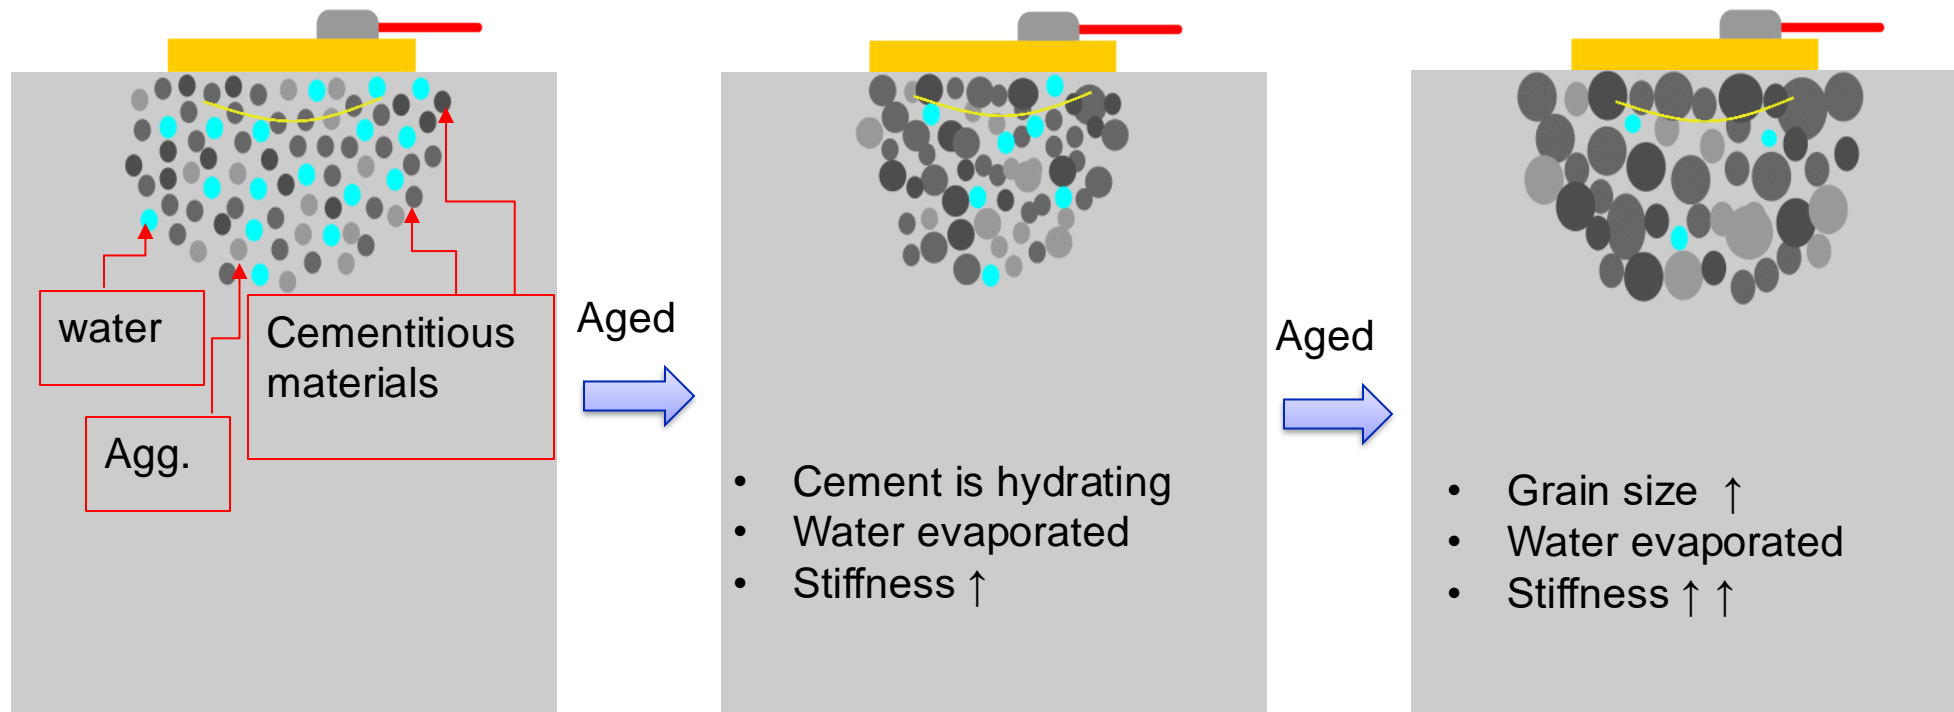 water
Agg.
Cementitious
materials
Aged
• Cement is hydrating
• Water evaporated
• Stiffness ↑
Aged
• Grain size ↑
• Water evaporated
• Stiffness ↑ ↑